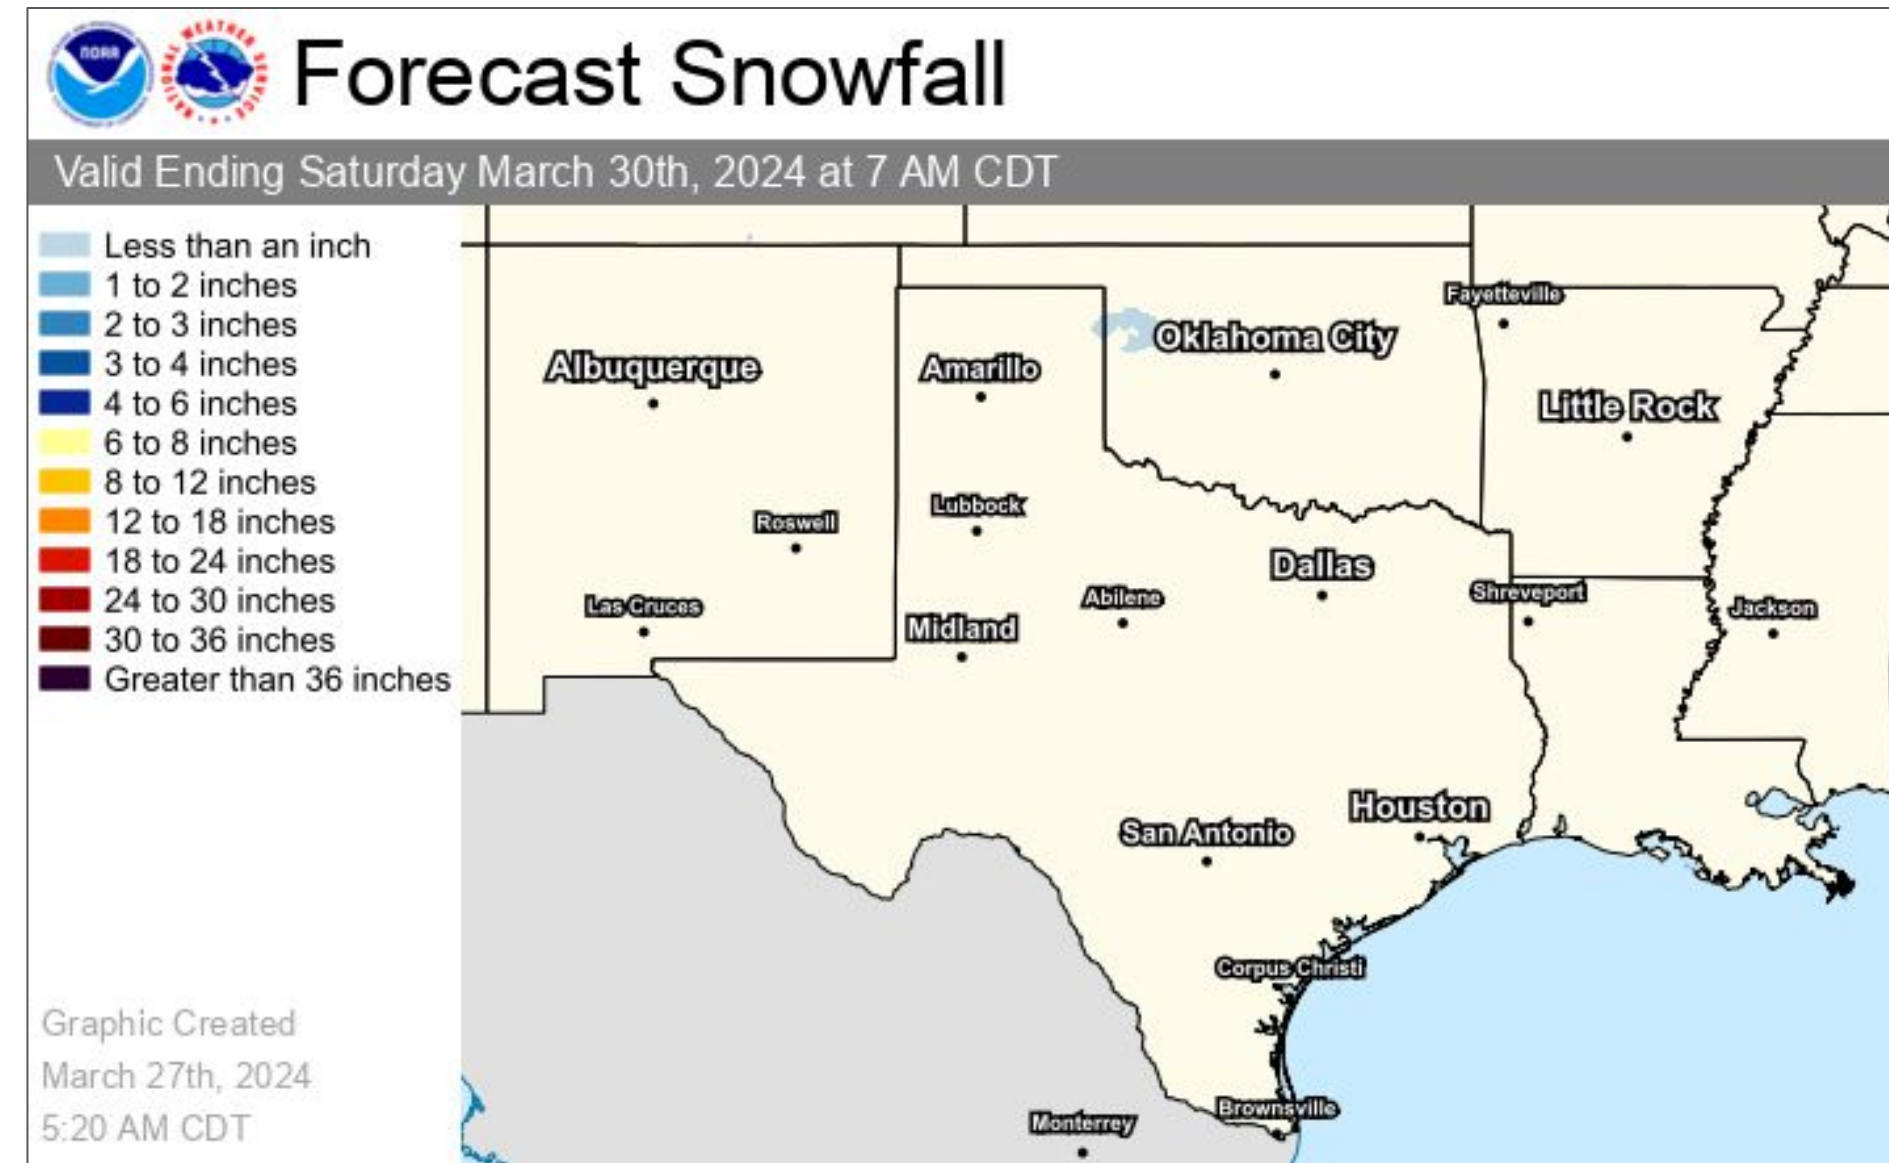 NOAA
NATIONAL WEATHER SERVICE
Forecast Snowfall
Valid Ending Saturday March 30th, 2024 at 7 AM CDT
Less than an inch
1 to 2 inches
2 to 3 inches
3 to 4 inches
4 to 6 inches
6 to 8 inches
8 to 12 inches
12 to 18 inches
18 to 24 inches
24 to 30 inches
30 to 36 inches
Greater than 36 inches
Fayetteville
Oklahoma City
Albuquerque
Amarillo
Little Rock
Lubbock
Roswell
Dallas
Shreveport
Abilene
Las Cruces
Jackson
Midland
Houston
San Antonio
Corpus Christi
Brownsville
Monterrey
Graphic Created
March 27th, 2024
5:20 AM CDT